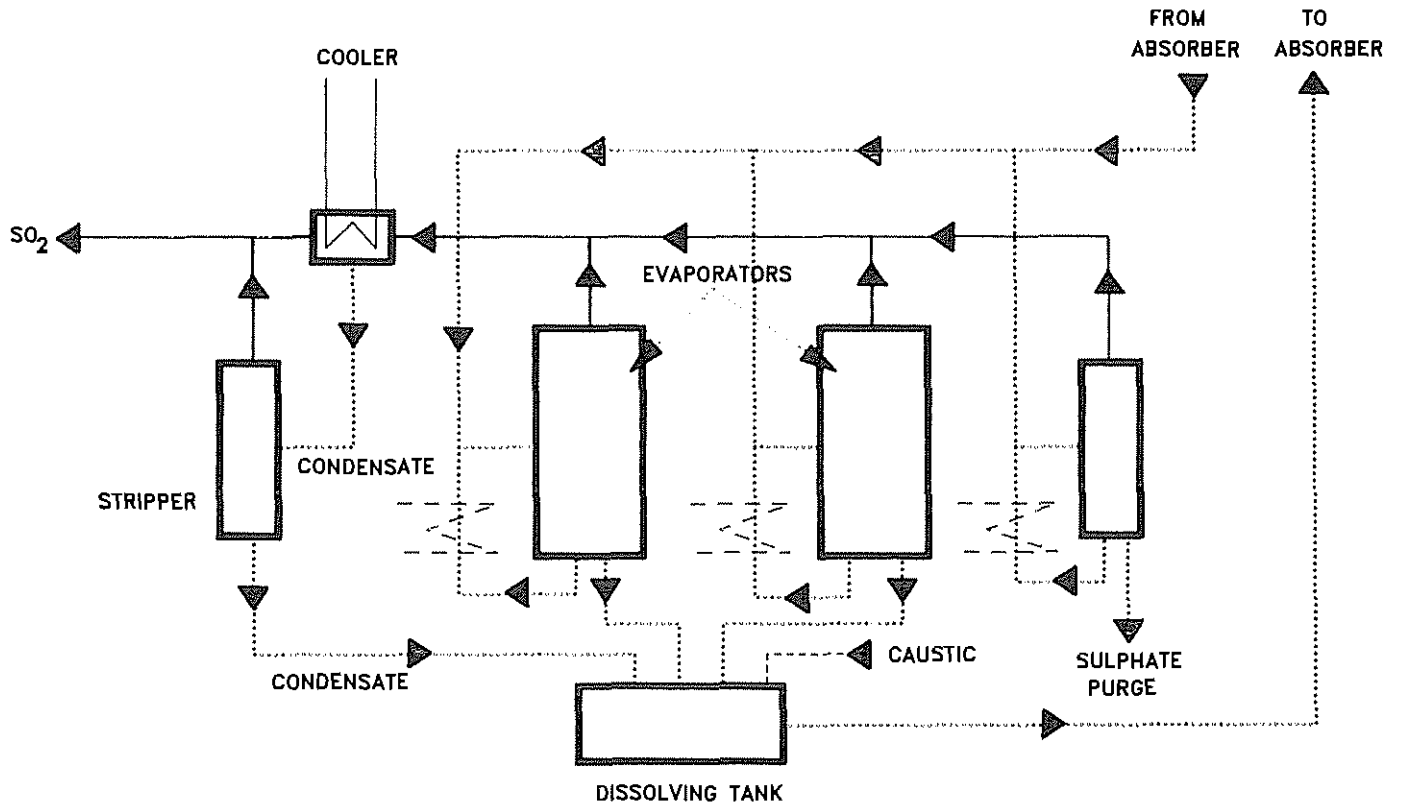 FROM
ABSORBER
TO
ABSORBER
COOLER
SO2
EVAPORATORS
CONDENSATE
STRIPPER
CONDENSATE
CAUSTIC
SULPHATE
PURGE
DISSOLVING TANK